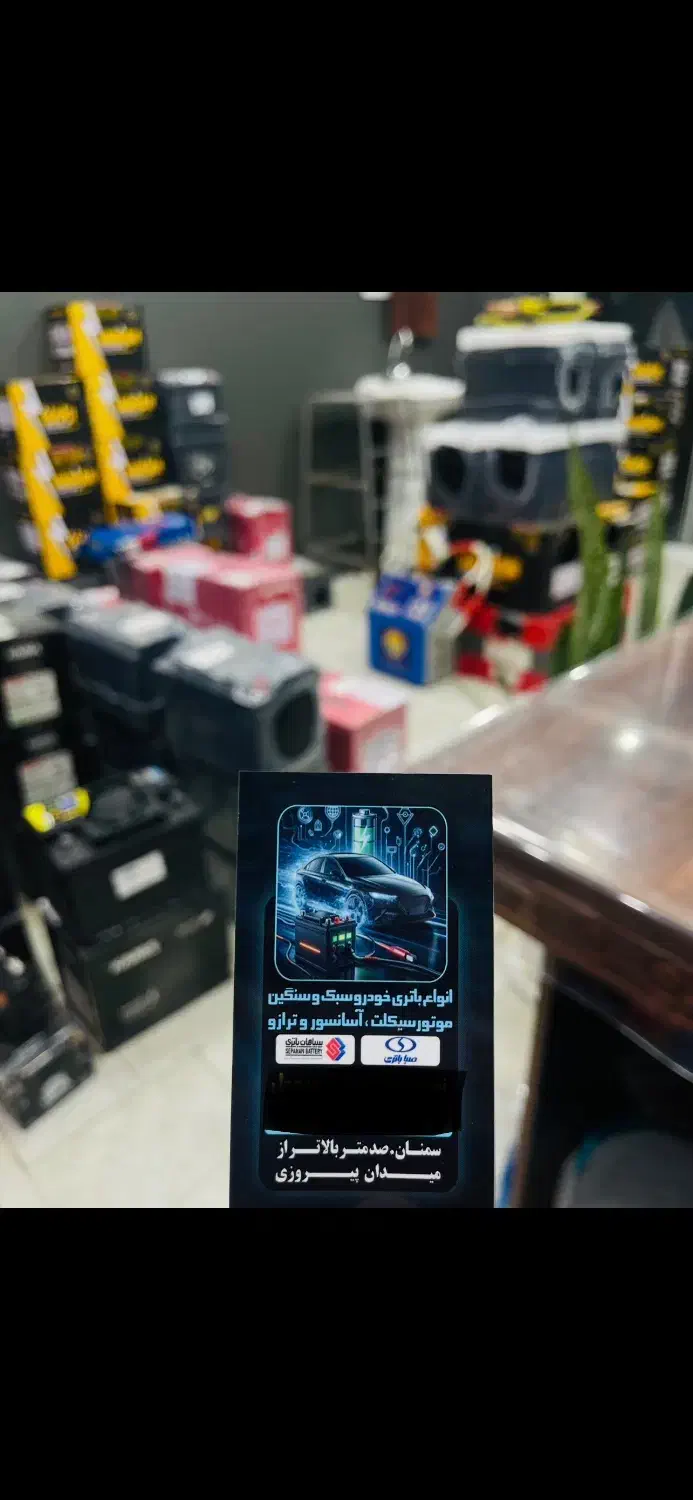 انواع باتری خودرو سبک و سنگین
موتورسیکلت، آسانسور و ترازو
سپاهان باتری
SEPAHAN BATTERY
صبا باتری
سمنان.صدمتر بالاتر از
میدان پیروزی